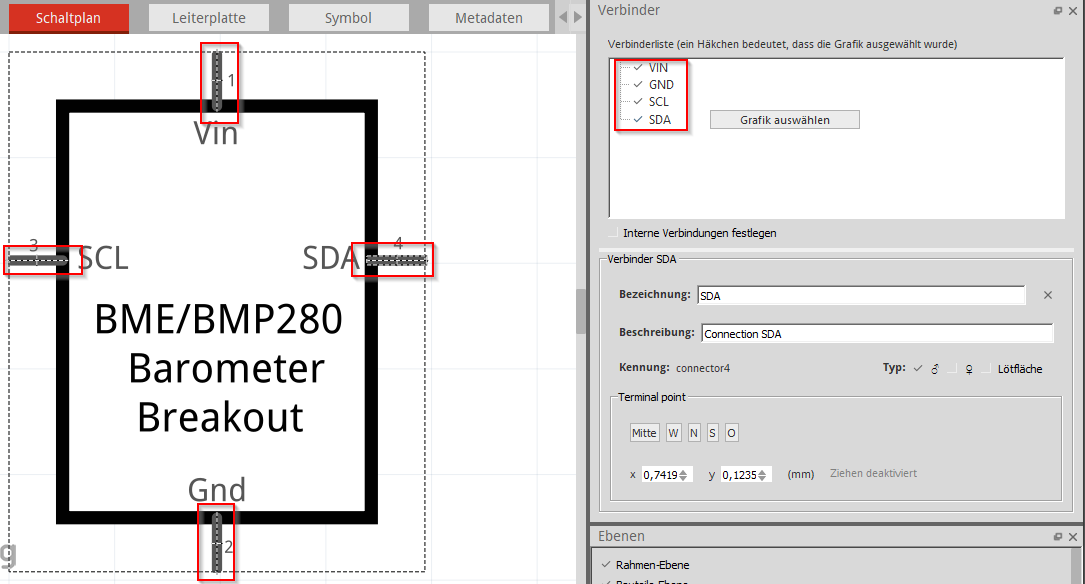 Schaltplan
Leiterplatte
Symbol
Metadaten
1
Vin
3
SCL
SDA
4
BME/BMP280
Barometer
Breakout
Gnd
2
g
Verbinder
Verbinderliste (ein Häkchen bedeutet, dass die Grafik ausgewählt wurde)
VIN
GND
SCL
SDA
Grafik auswählen
Interne Verbindungen festlegen
Verbinder SDA
Bezeichnung: SDA
Beschreibung: Connection SDA
Kennung: connector4
Typ: ♂ ♀ Lötfläche
Terminal point
Mitte W N S O
x 0,7419 y 0,1235 (mm) Ziehen deaktiviert
Ebenen
Rahmen-Ebene
Bauteile-Ebene